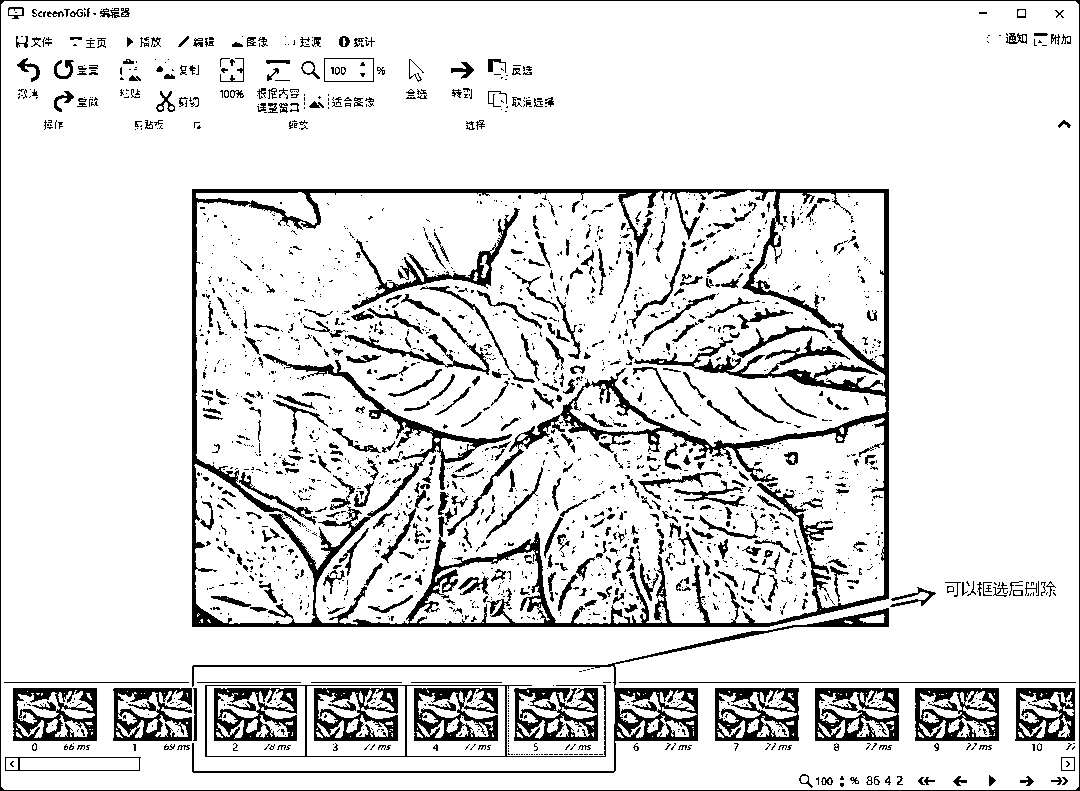 ScreenToGif - 编辑器
文件 主页 播放 编辑 图像 过渡 统计 通知 附加
撤消 重置 重做 操作
粘贴 复制 剪切 剪贴板
100% 根据内容调整窗口 100 % 适合图像 缩放
全选 转到 反选 取消选择 选择
可以框选后删除
0 66 ms
1 69 ms
2 78 ms
3 77 ms
4 77 ms
5 77 ms
6 77 ms
7 77 ms
8 77 ms
9 77 ms
10
100 % 86 4 2